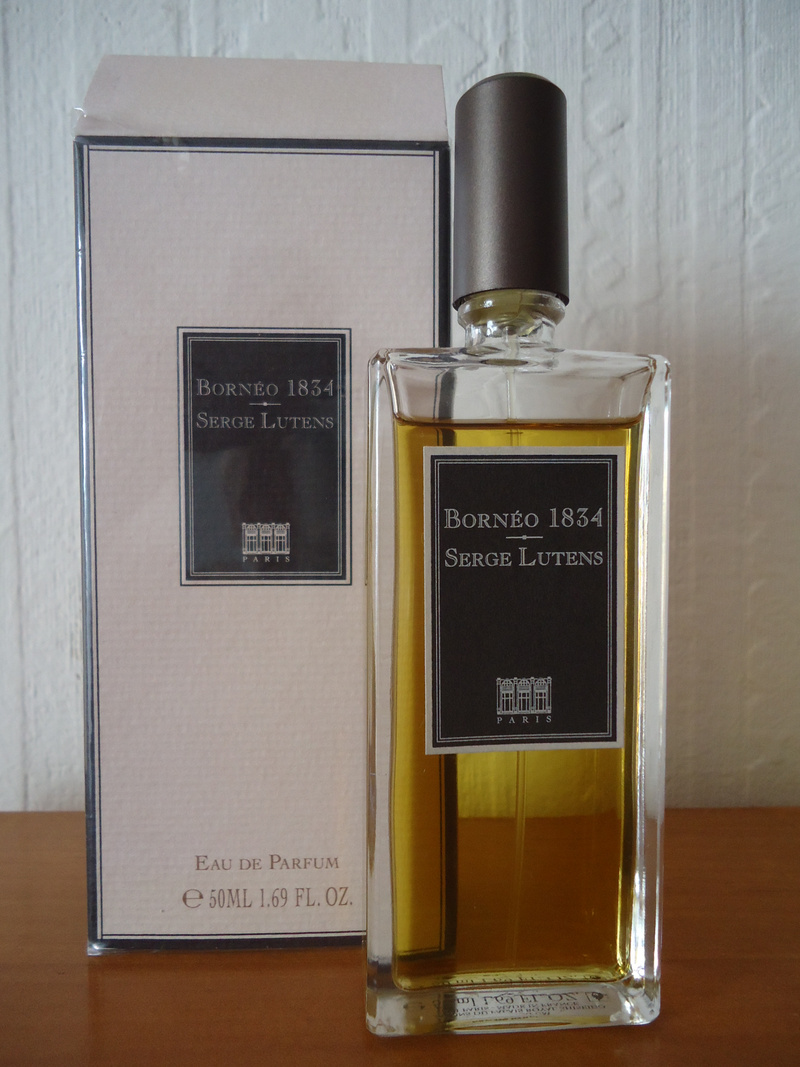 BORNÉO 1834
SERGE LUTENS
PARIS
EAU DE PARFUM
℮ 50ML 1.69 FL. OZ.
BORNÉO 1834
SERGE LUTENS
PARIS